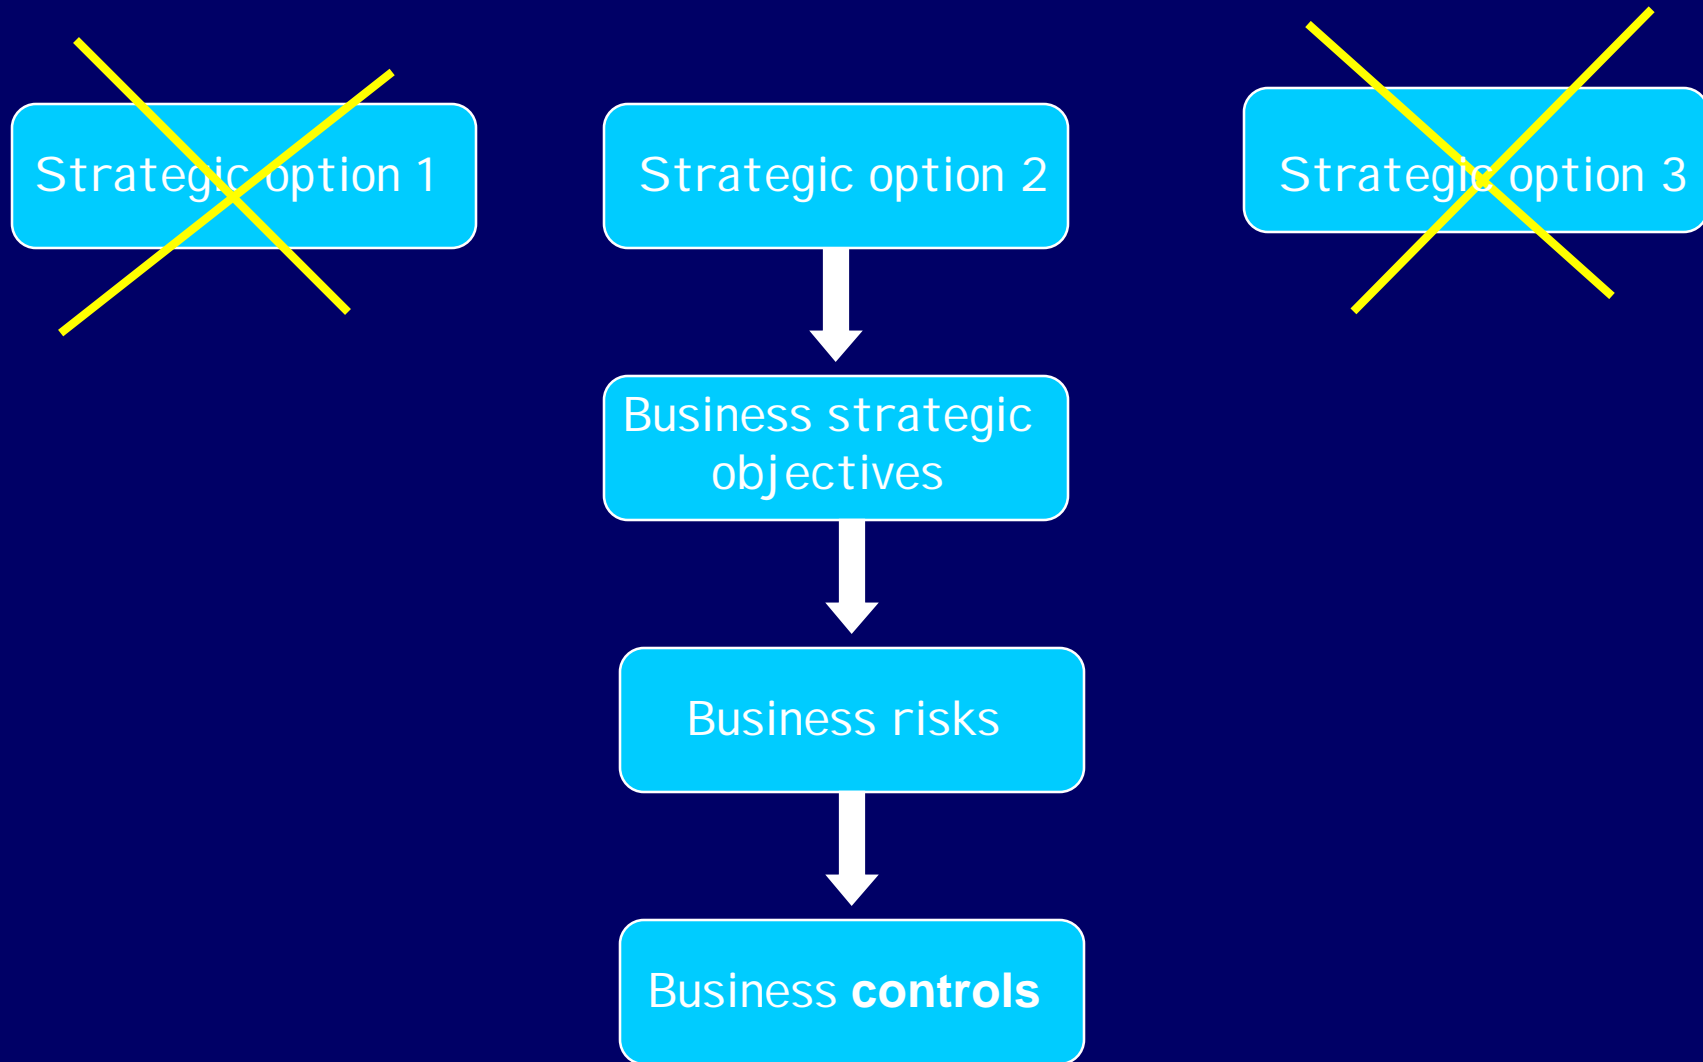 Strategic option 1
Strategic option 2
Strategic option 3
Business strategic
objectives
Business risks
Business controls